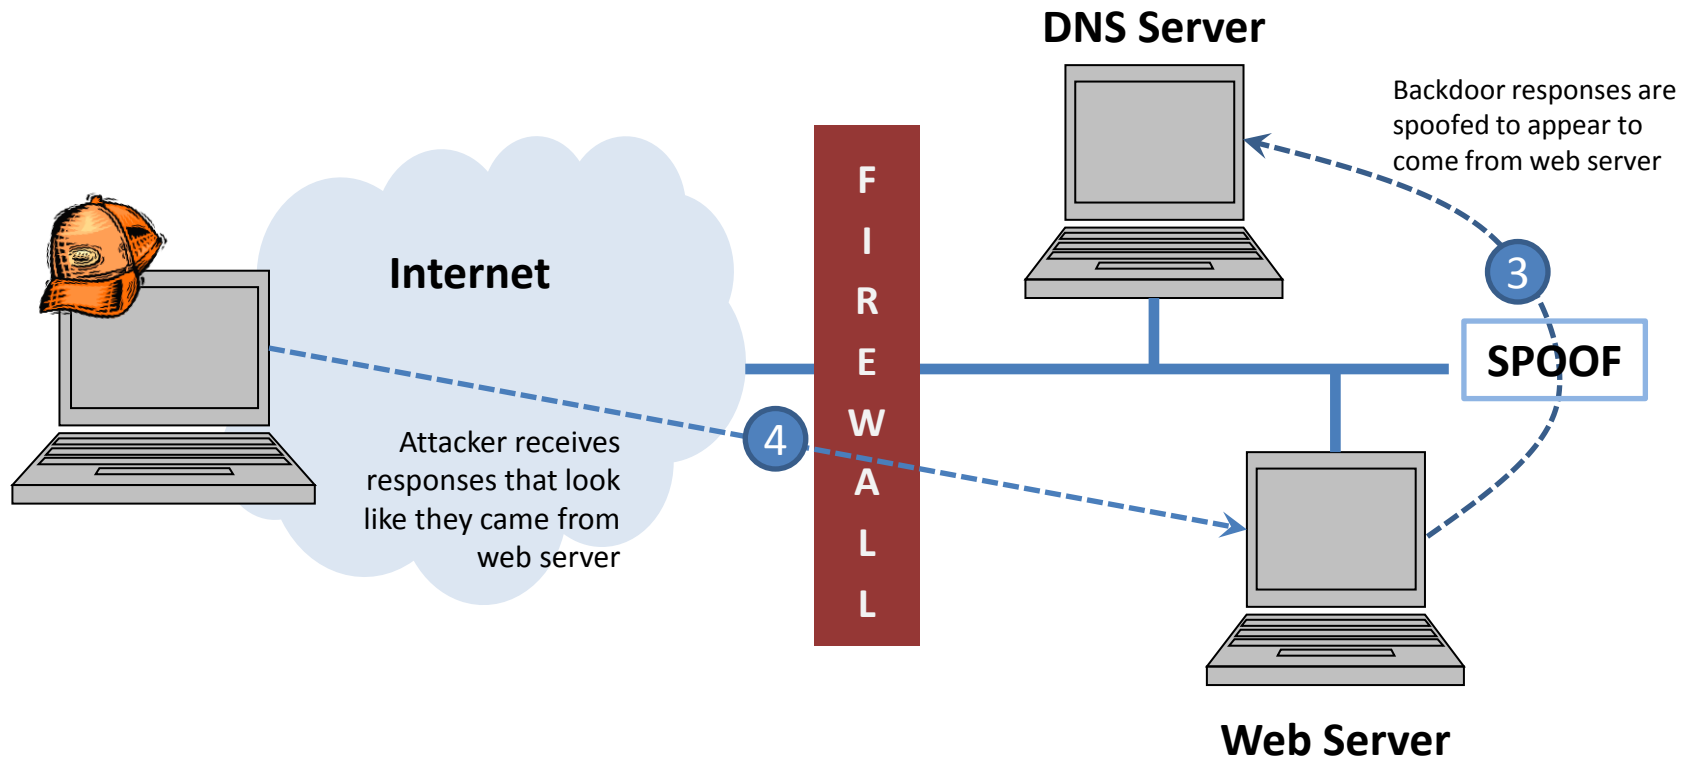 DNS Server
Backdoor responses are
spoofed to appear to
come from web server
F
I
R
E
W
A
L
L
Internet
3
SPOOF
4
Attacker receives
responses that look
like they came from
web server
Web Server